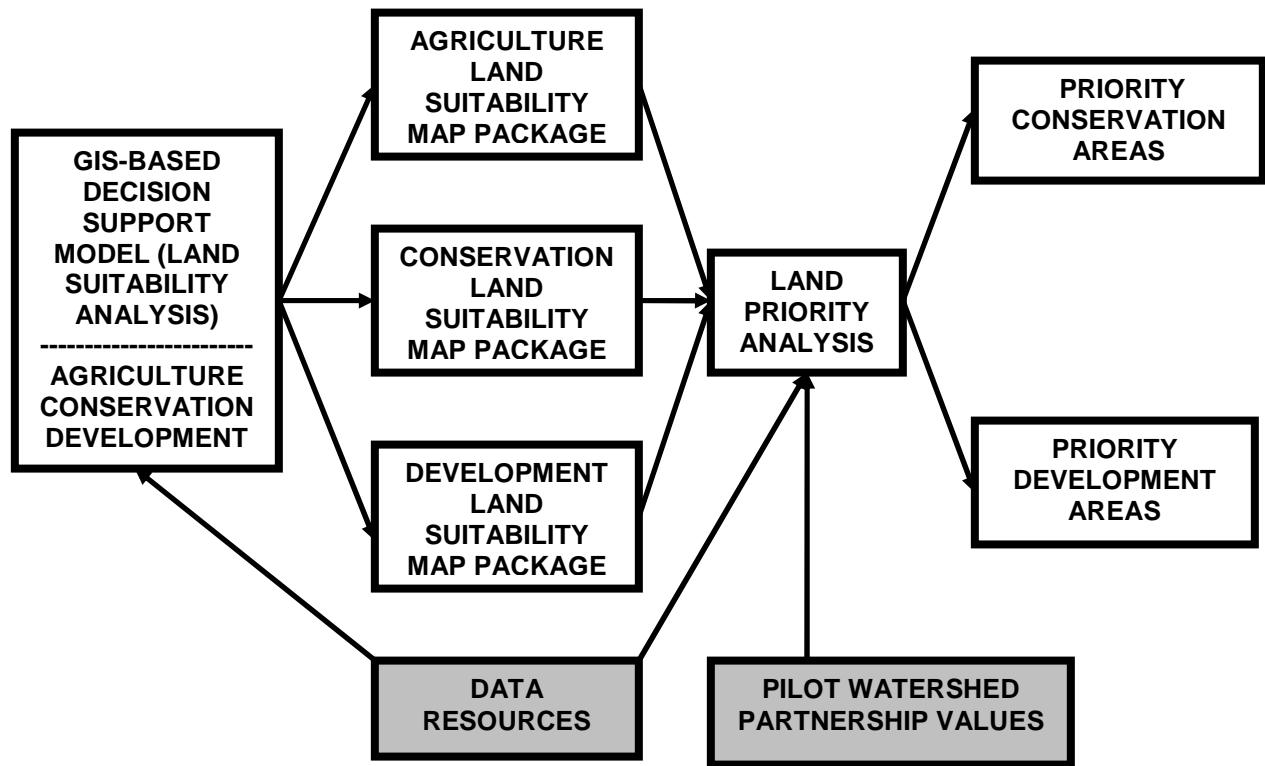 GIS-BASED
DECISION
SUPPORT
MODEL (LAND
SUITABILITY
ANALYSIS)
------------------------
AGRICULTURE
CONSERVATION
DEVELOPMENT
AGRICULTURE
LAND
SUITABILITY
MAP PACKAGE
CONSERVATION
LAND
SUITABILITY
MAP PACKAGE
DEVELOPMENT
LAND
SUITABILITY
MAP PACKAGE
LAND
PRIORITY
ANALYSIS
PRIORITY
CONSERVATION
AREAS
PRIORITY
DEVELOPMENT
AREAS
DATA
RESOURCES
PILOT WATERSHED
PARTNERSHIP VALUES